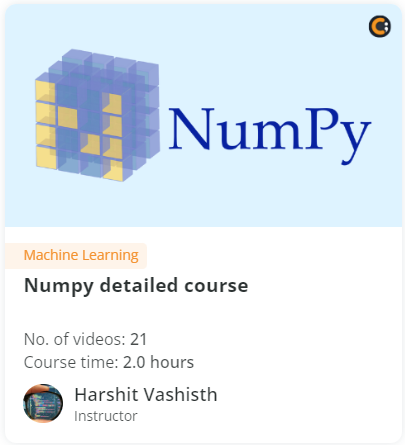 NumPy
Machine Learning
Numpy detailed course
No. of videos: 21
Course time: 2.0 hours
Harshit Vashisth
Instructor